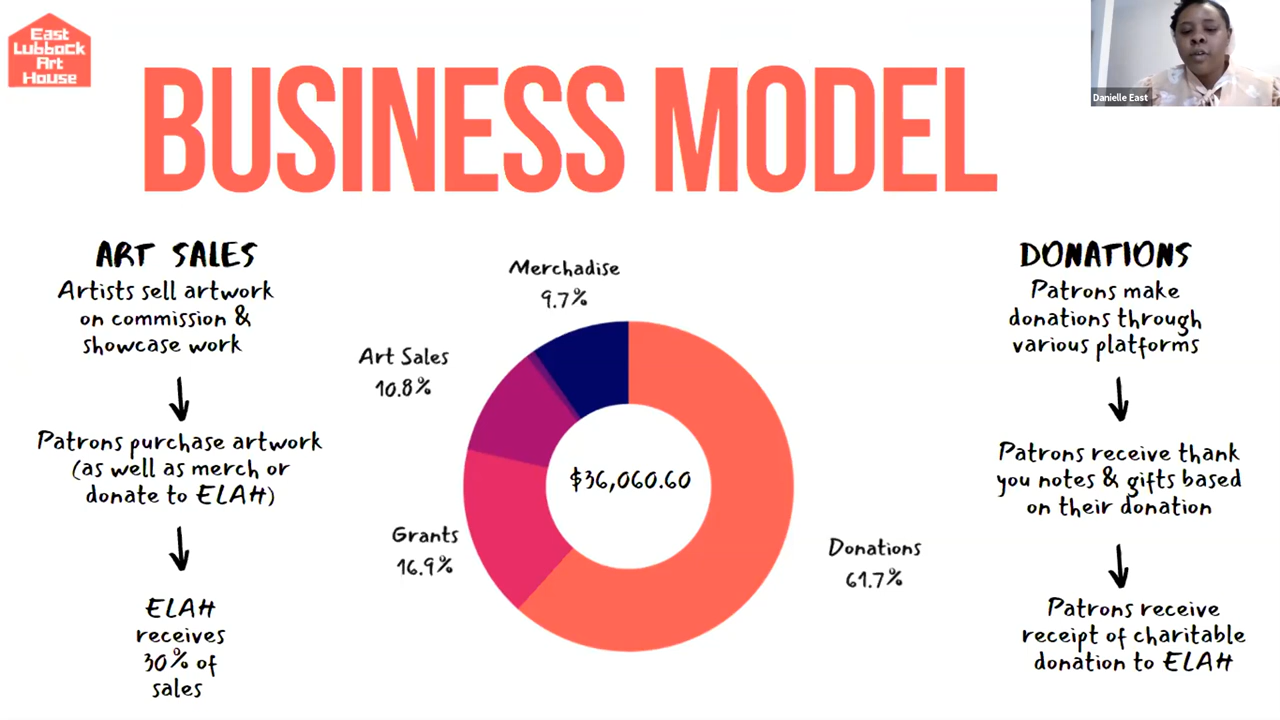 East
Lubbock
Art
House
BUSINESS MODEL
Danielle East
ART SALES
Artists sell artwork
on commission &
showcase work
Patrons purchase artwork
(as well as merch or
donate to ELAH)
ELAH
receives
30% of
sales
Merchadise
9.7%
Art Sales
10.8%
$36,060.60
Grants
16.9%
Donations
61.7%
DONATIONS
Patrons make
donations through
various platforms
Patrons receive thank
you notes & gifts based
on their donation
Patrons receive
receipt of charitable
donation to ELAH